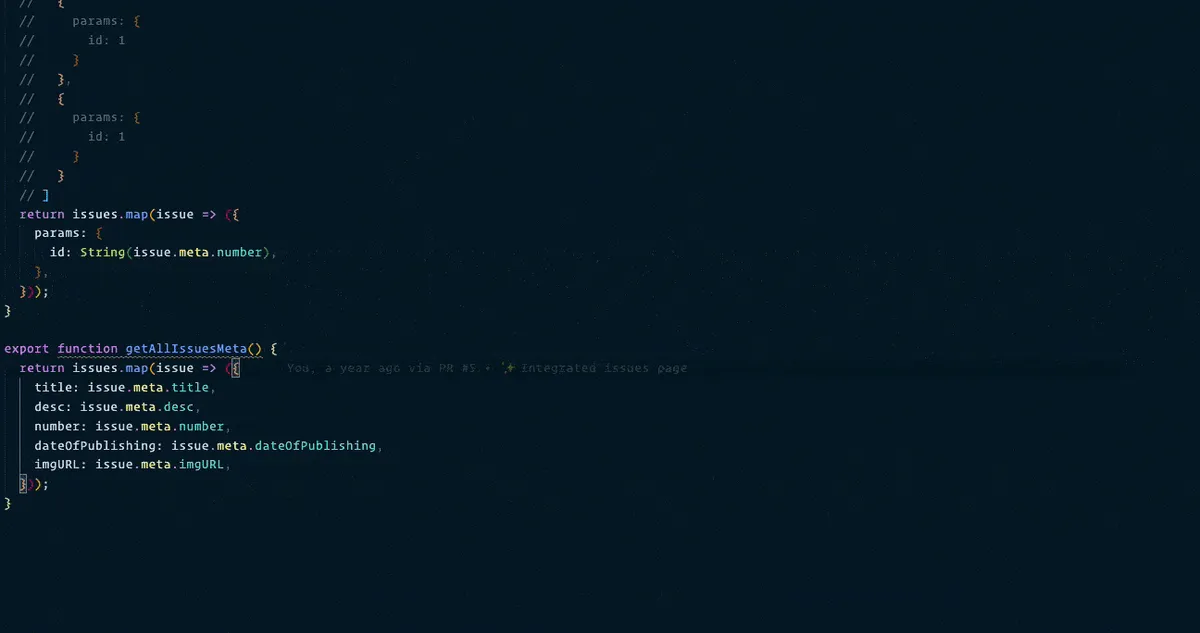 //   {
//     params: {
//       id: 1
//     }
//   },
//   {
//     params: {
//       id: 1
//     }
//   }
// ]
return issues.map(issue => ({
params: {
id: String(issue.meta.number),
},
}));
}
export function getAllIssuesMeta() {
return issues.map(issue => ({ You, a year ago via PR #5 • ✨ Integrated issues page
title: issue.meta.title,
desc: issue.meta.desc,
number: issue.meta.number,
dateOfPublishing: issue.meta.dateOfPublishing,
imgURL: issue.meta.imgURL,
}));
}